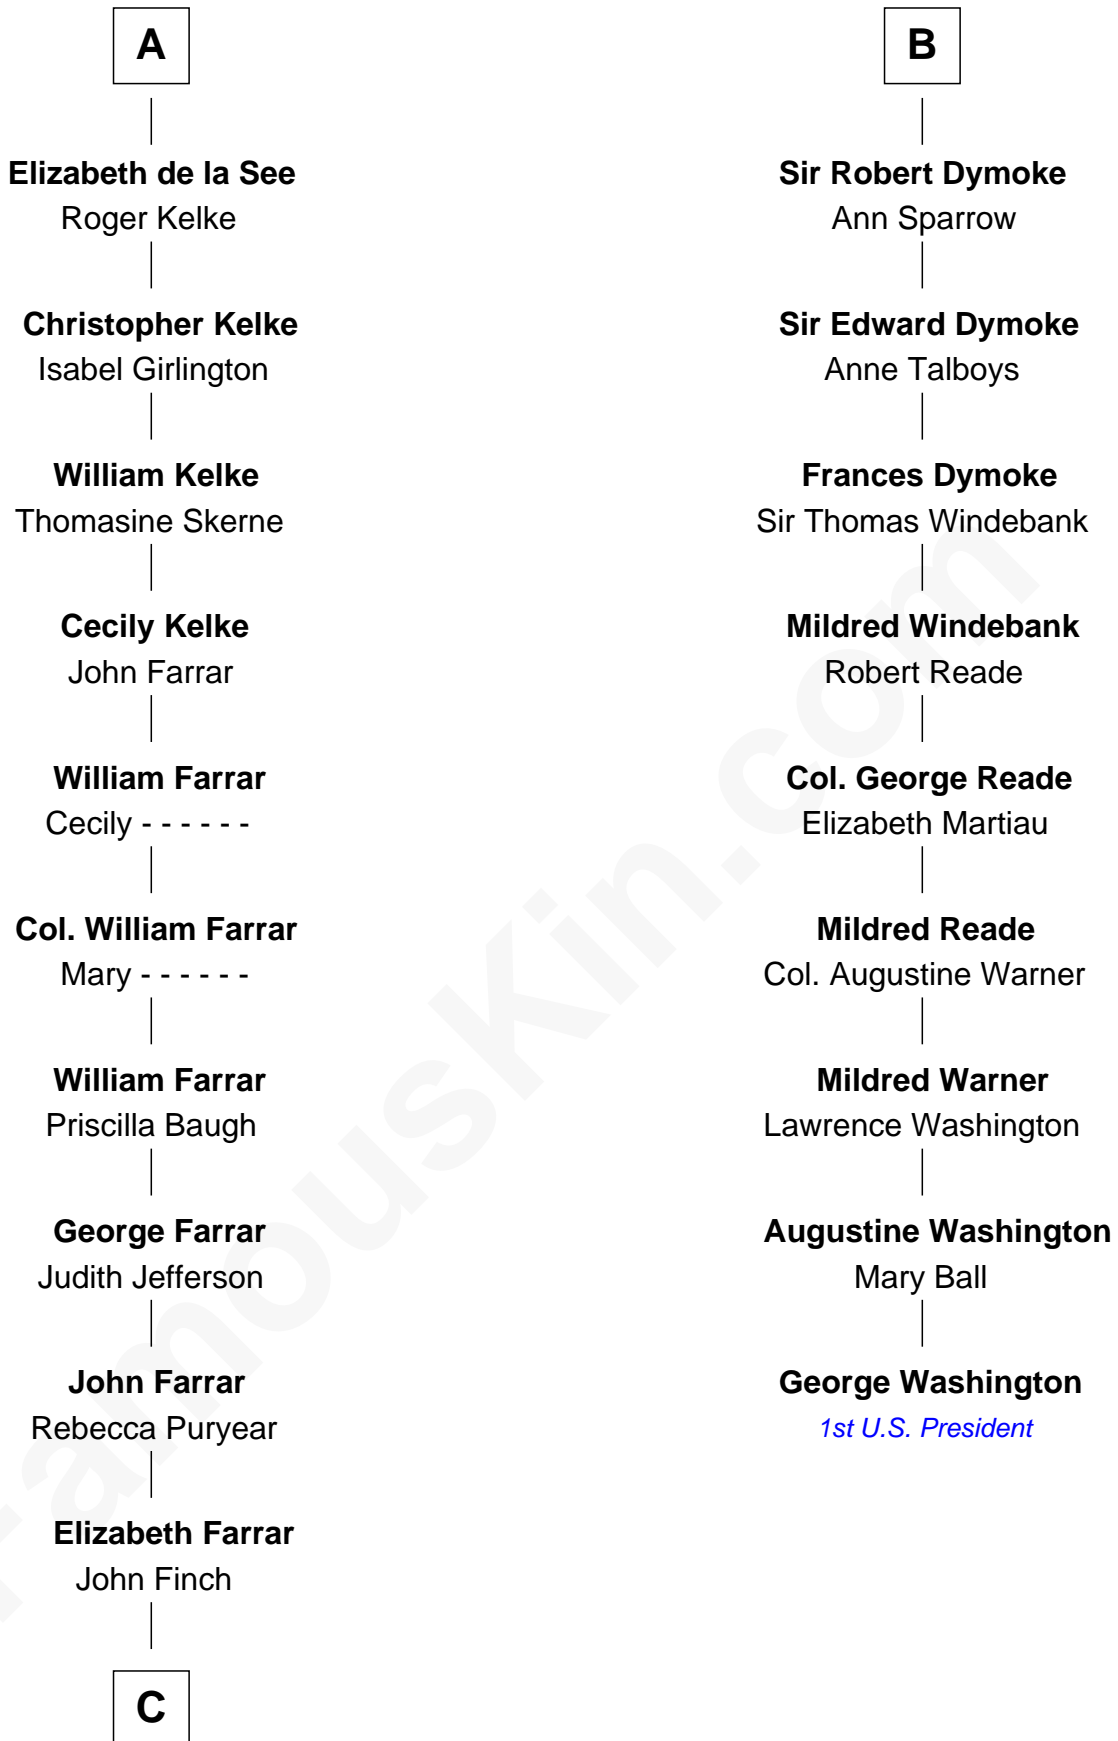 A
Elizabeth de la See
Roger Kelke
Christopher Kelke
Isabel Girlington
William Kelke
Thomasine Skerne
Cecily Kelke
John Farrar
William Farrar
Cecily - - - - - -
Col. William Farrar
Mary - - - - - -
William Farrar
Priscilla Baugh
George Farrar
Judith Jefferson
John Farrar
Rebecca Puryear
Elizabeth Farrar
John Finch
C
B
Sir Robert Dymoke
Ann Sparrow
Sir Edward Dymoke
Anne Talboys
Frances Dymoke
Sir Thomas Windebank
Mildred Windebank
Robert Reade
Col. George Reade
Elizabeth Martiau
Mildred Reade
Col. Augustine Warner
Mildred Warner
Lawrence Washington
Augustine Washington
Mary Ball
George Washington
1st U.S. President
FamousKin.com